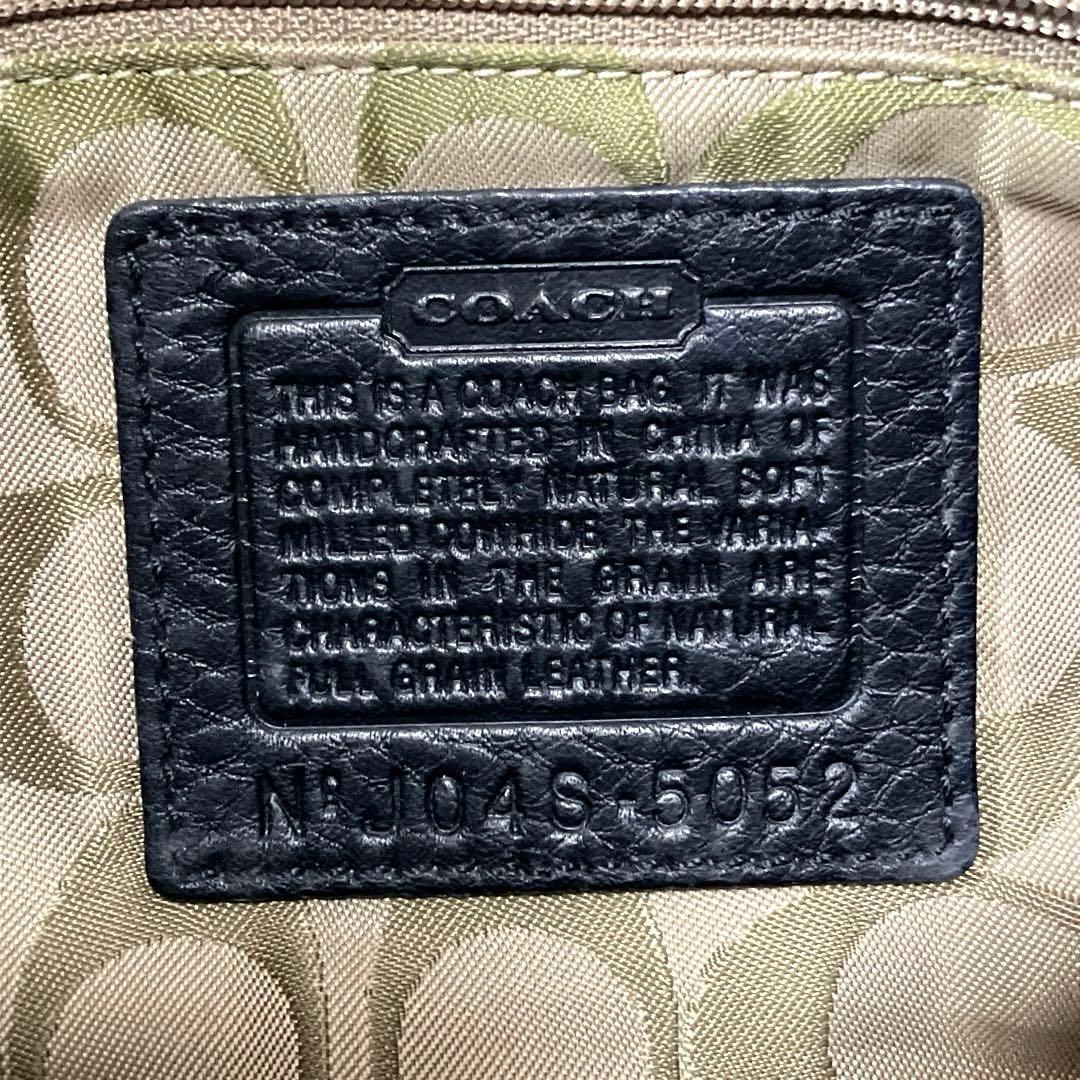 COACH
THIS IS A COACH BAG. IT WAS
HANDCRAFTED IN CHINA OF
COMPLETELY NATURAL SOFT
MILLED COWHIDE. THE VARIA-
TIONS IN THE GRAIN ARE
CHARACTERISTIC OF NATURAL
FULL GRAIN LEATHER.
Nº J04S-5052